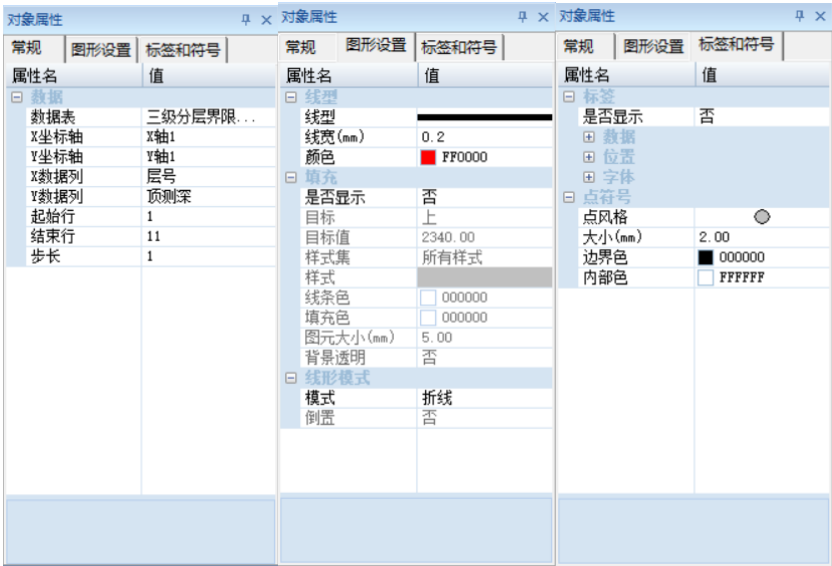 对象属性
常规 图形设置 标签和符号
属性名 值
数据
数据表 三级分层界限...
X坐标轴 X轴1
Y坐标轴 Y轴1
X数据列 层号
Y数据列 顶测深
起始行 1
结束行 11
步长 1
对象属性
常规 图形设置 标签和符号
属性名 值
线型
线型
线宽(mm) 0.2
颜色 FF0000
填充
是否显示 否
目标 上
目标值 2340.00
样式集 所有样式
样式
线条色 000000
填充色 000000
图元大小(mm) 5.00
背景透明 否
线形模式
模式 折线
倒置 否
对象属性
常规 图形设置 标签和符号
属性名 值
标签
是否显示 否
数据
位置
字体
点符号
点风格
大小(mm) 2.00
边界色 000000
内部色 FFFFFF